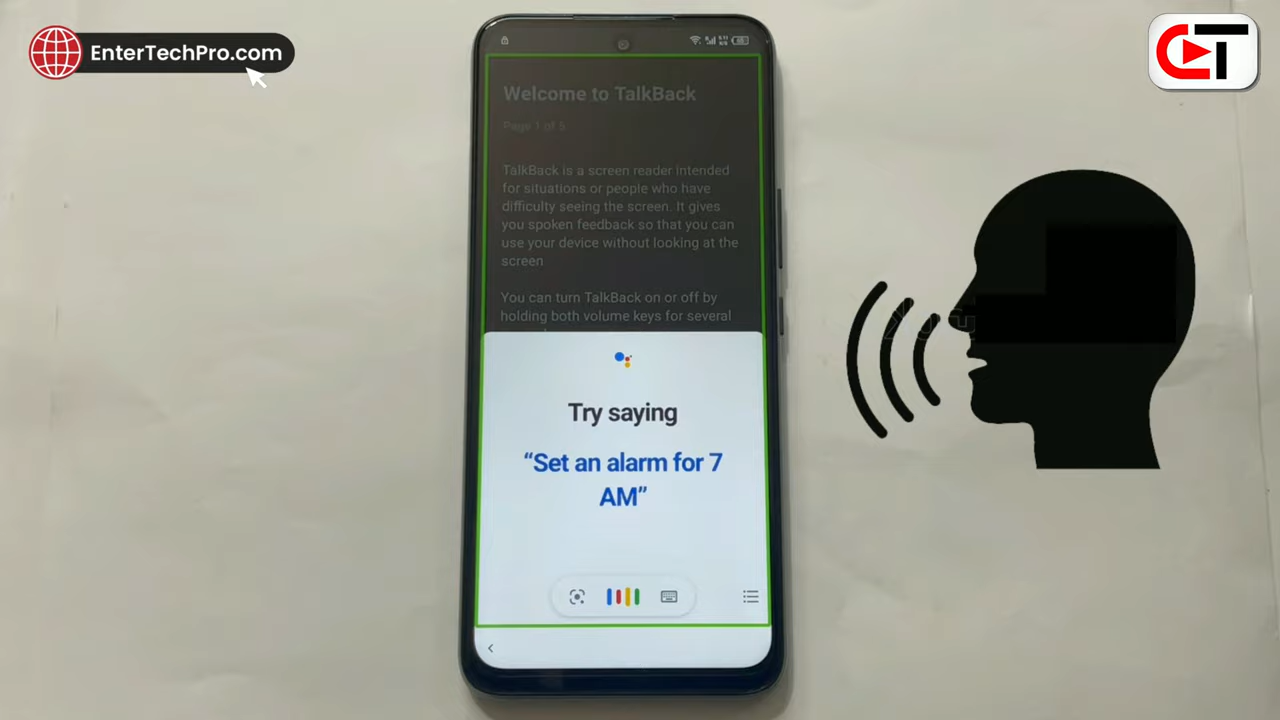 EnterTechPro.com
CT
Welcome to TalkBack
Page 1 of 5
TalkBack is a screen reader intended
for situations or people who have
difficulty seeing the screen. It gives
you spoken feedback so that you can
use your device without looking at the
screen
You can turn TalkBack on or off by
holding both volume keys for several
Try saying
“Set an alarm for 7
AM”